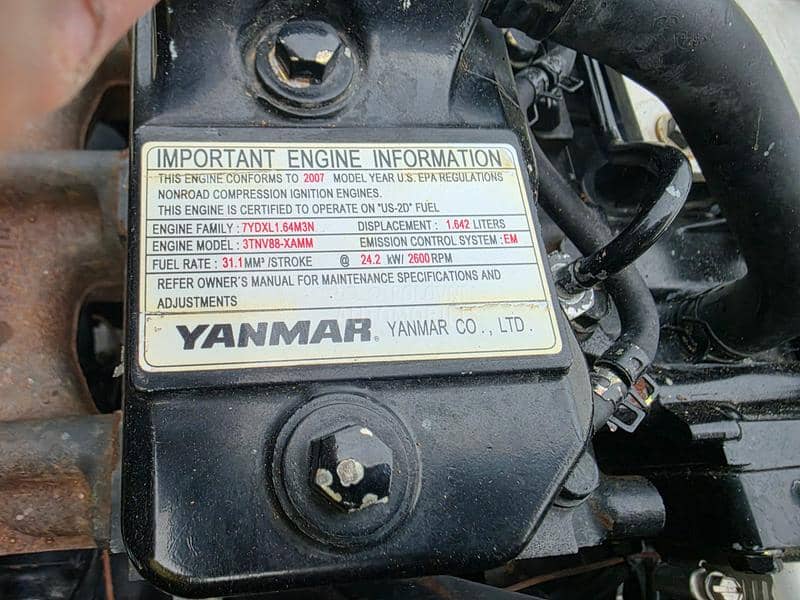 IMPORTANT ENGINE INFORMATION
THIS ENGINE CONFORMS TO 2007 MODEL YEAR U.S. EPA REGULATIONS
NONROAD COMPRESSION IGNITION ENGINES.
THIS ENGINE IS CERTIFIED TO OPERATE ON "US-2D" FUEL
ENGINE FAMILY : 7YDXL1.64M3N DISPLACEMENT : 1.642 LITERS
ENGINE MODEL : 3TNV88-XAMM EMISSION CONTROL SYSTEM : EM
FUEL RATE : 31.1 MM³/STROKE @ 24.2 kW/ 2600 RPM
REFER OWNER'S MANUAL FOR MAINTENANCE SPECIFICATIONS AND
ADJUSTMENTS
YANMAR® YANMAR CO., LTD.